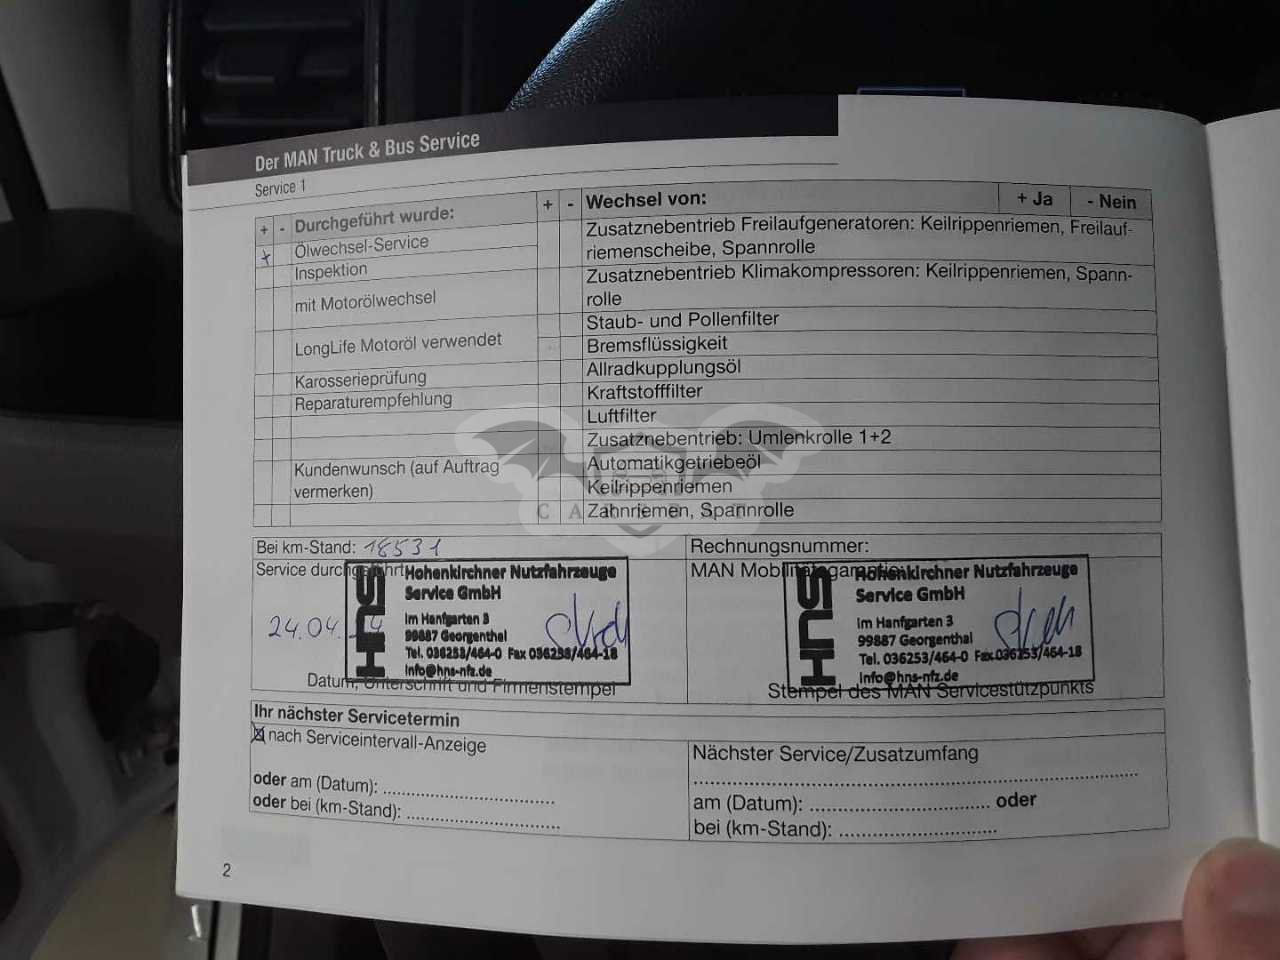 Der MAN Truck & Bus Service
Service 1
+ - Durchgeführt wurde:
x Ölwechsel-Service
Inspektion
mit Motorölwechsel
LongLife Motoröl verwendet
Karosserieprüfung
Reparaturempfehlung
Kundenwunsch (auf Auftrag
vermerken)
+ - Wechsel von: + Ja - Nein
Zusatznebentrieb Freilaufgeneratoren: Keilrippenriemen, Freilauf-
riemenscheibe, Spannrolle
Zusatznebentrieb Klimakompressoren: Keilrippenriemen, Spann-
rolle
Staub- und Pollenfilter
Bremsflüssigkeit
Allradkupplungsöl
Kraftstofffilter
Luftfilter
Zusatznebentrieb: Umlenkrolle 1+2
Automatikgetriebeöl
Keilrippenriemen
Zahnriemen, Spannrolle
Bei km-Stand: 18531
Service durchgeführt
HNS
Hohenkirchner Nutzfahrzeuge
Service GmbH
Im Hanfgarten 3
99887 Georgenthal
Tel. 036253/464-0 Fax 036253/464-18
Info@hns-nfz.de
24.04.
Datum, Unterschrift und Firmenstempel
Rechnungsnummer:
MAN Mobilitätsgarantie:
HNS
Hohenkirchner Nutzfahrzeuge
Service GmbH
Im Hanfgarten 3
99887 Georgenthal
Tel. 036253/464-0 Fax 036253/464-18
Info@hns-nfz.de
Stempel des MAN Servicestützpunkts
Ihr nächster Servicetermin
x nach Serviceintervall-Anzeige
oder am (Datum): ..............................
oder bei (km-Stand): ...........................
Nächster Service/Zusatzumfang
................................................................................
am (Datum): ................................ oder
bei (km-Stand): ............................
2